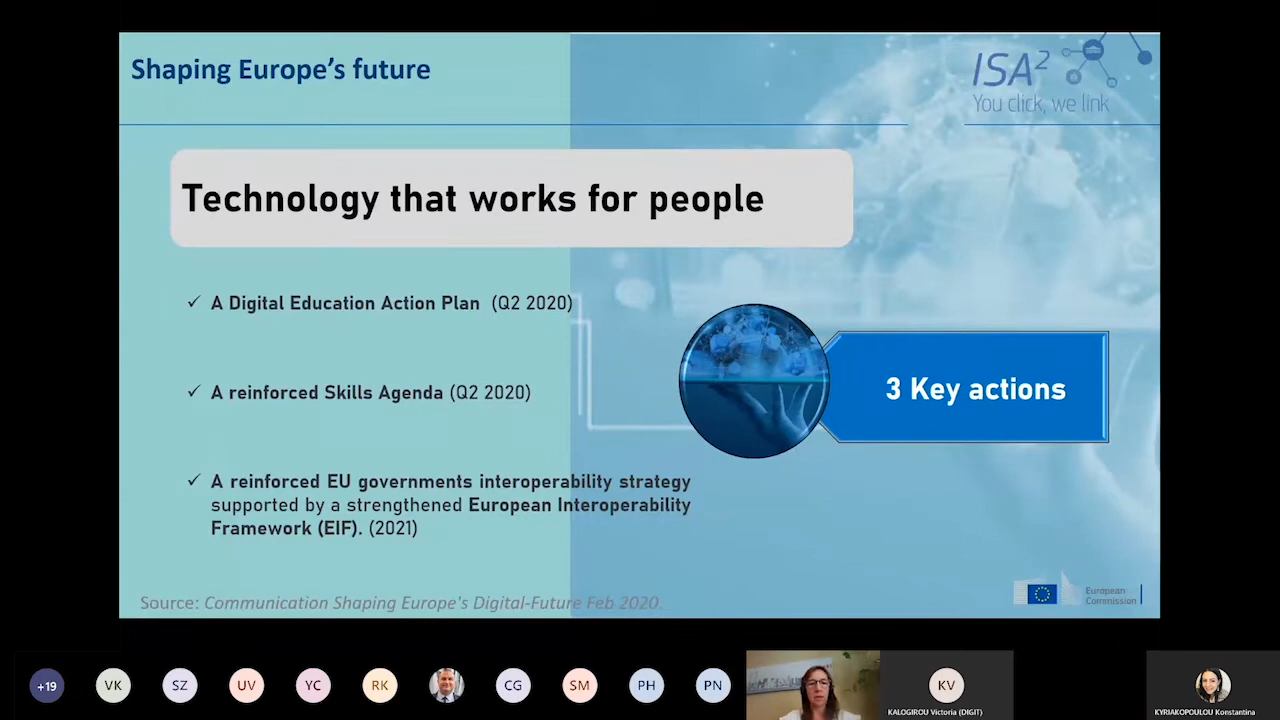 Shaping Europe's future
ISA²
You click, we link
Technology that works for people
✓ A Digital Education Action Plan (Q2 2020)
✓ A reinforced Skills Agenda (Q2 2020)
3 Key actions
✓ A reinforced EU governments interoperability strategy
supported by a strengthened European Interoperability
Framework (EIF). (2021)
Source: Communication Shaping Europe's Digital-Future Feb 2020.
European
Commission
+19
VK
SZ
UV
YC
RK
CG
SM
PH
PN
KV
KALOGIROU Victoria (DIGIT)
KYRIAKOPOULOU Konstantina